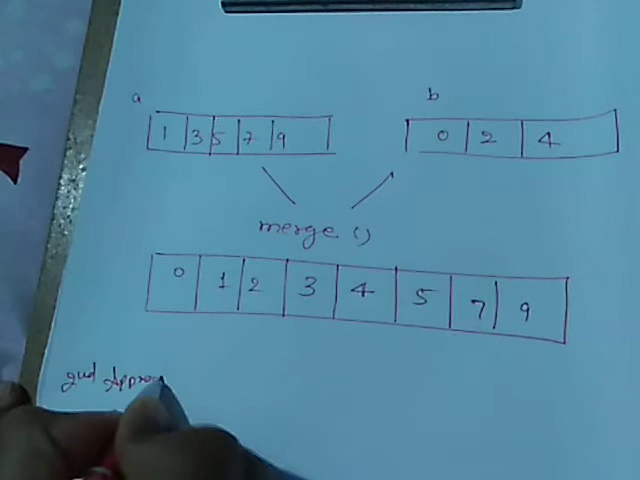 a b
1 3 5 7 9 0 2 4
merge ()
0 1 2 3 4 5 7 9
2nd